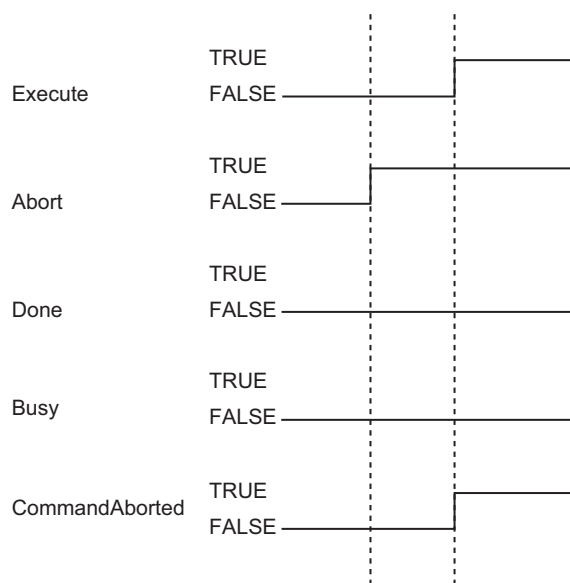 TRUE
Execute FALSE
TRUE
Abort FALSE
TRUE
Done FALSE
TRUE
Busy FALSE
TRUE
CommandAborted
FALSE